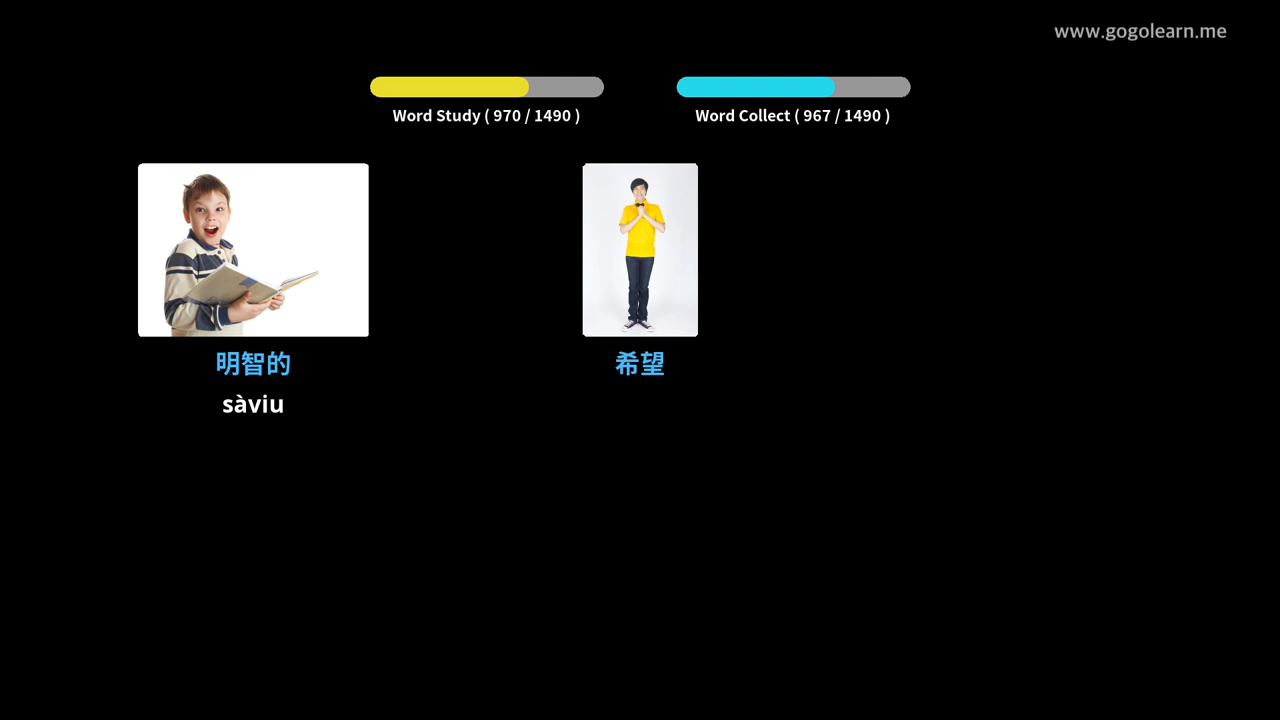 www.gogolearn.me
Word Study ( 970 / 1490 )
Word Collect ( 967 / 1490 )
明智的
希望
sàviu